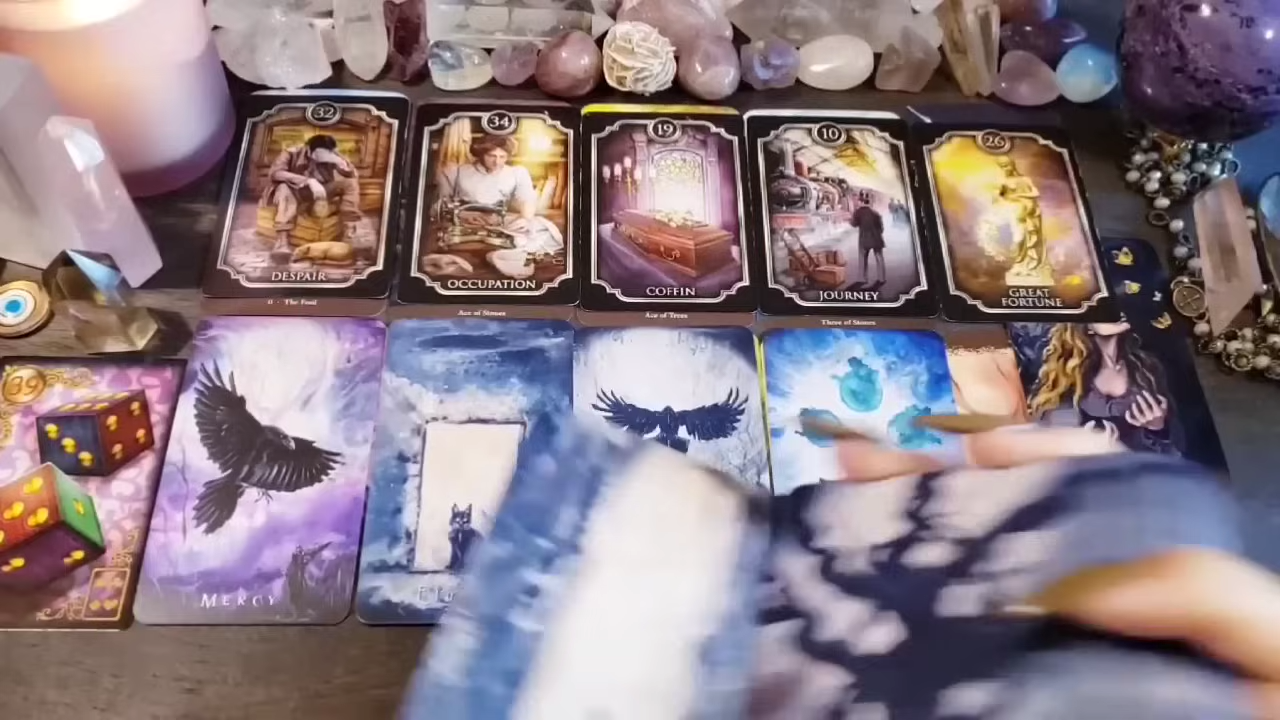 32
DESPAIR
34
OCCUPATION
19
COFFIN
10
JOURNEY
26
GREAT
FORTUNE
0 · The Fool
Ace of Stones
Ace of Trees
Three of Stones
39
MERCY